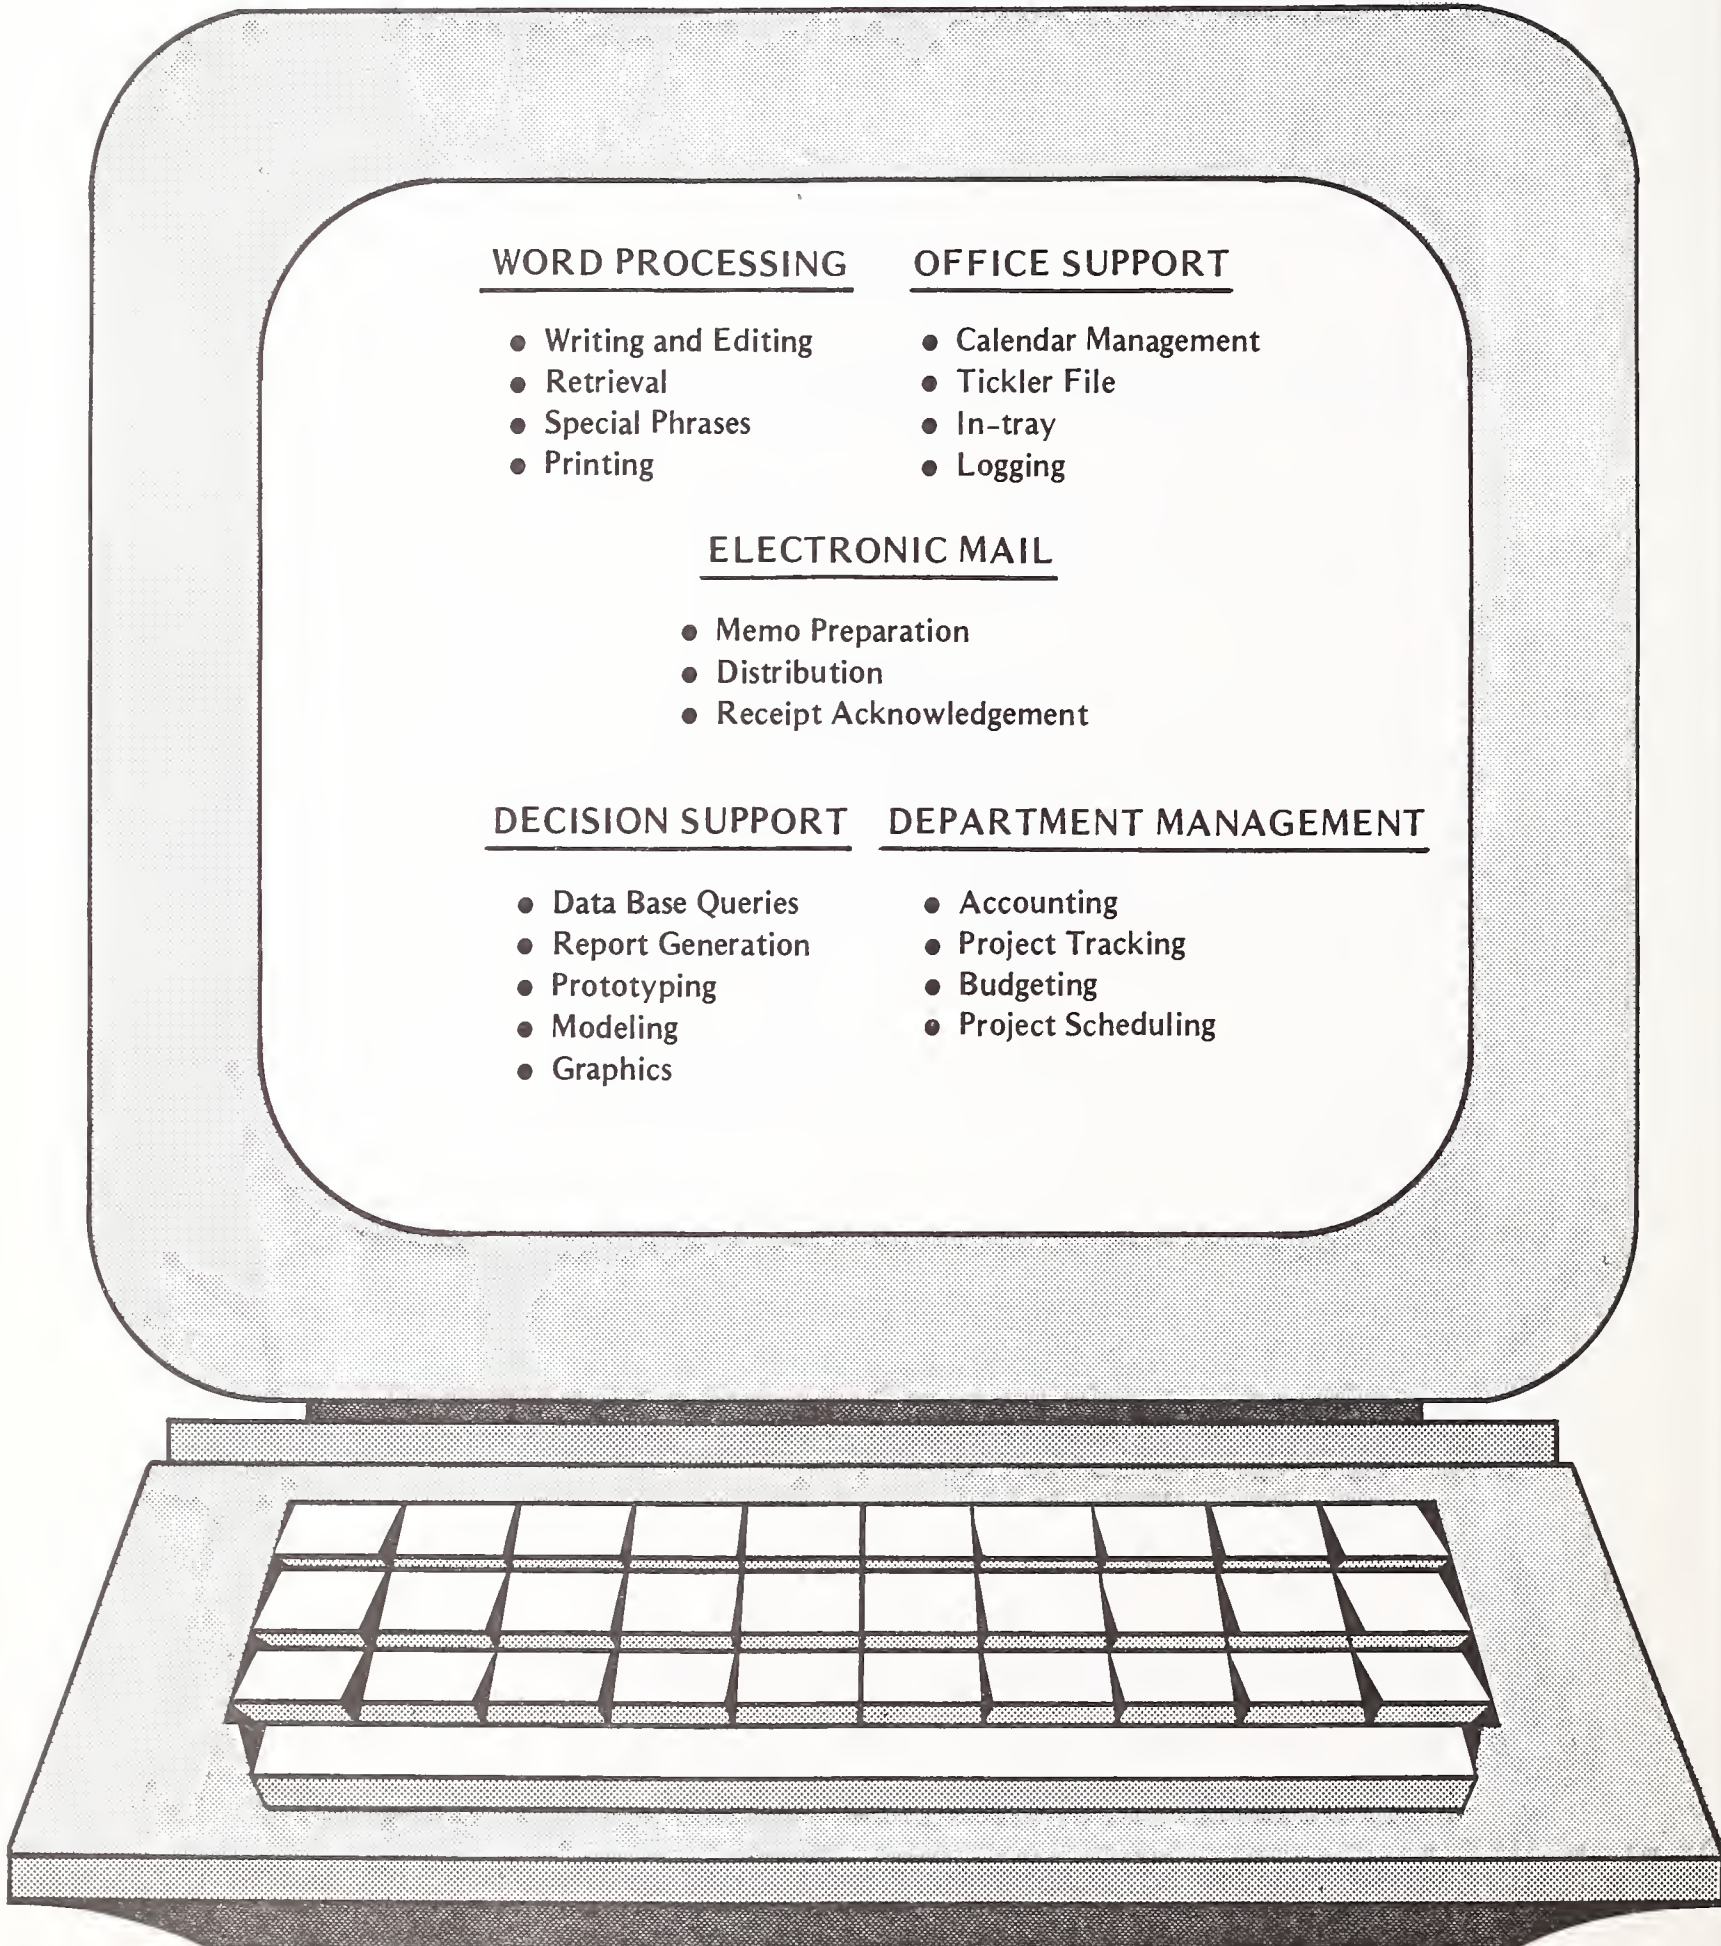 WORD PROCESSING
● Writing and Editing
● Retrieval
● Special Phrases
● Printing
OFFICE SUPPORT
● Calendar Management
● Tickler File
● In-tray
● Logging
ELECTRONIC MAIL
● Memo Preparation
● Distribution
● Receipt Acknowledgement
DECISION SUPPORT
● Data Base Queries
● Report Generation
● Prototyping
● Modeling
● Graphics
DEPARTMENT MANAGEMENT
● Accounting
● Project Tracking
● Budgeting
● Project Scheduling